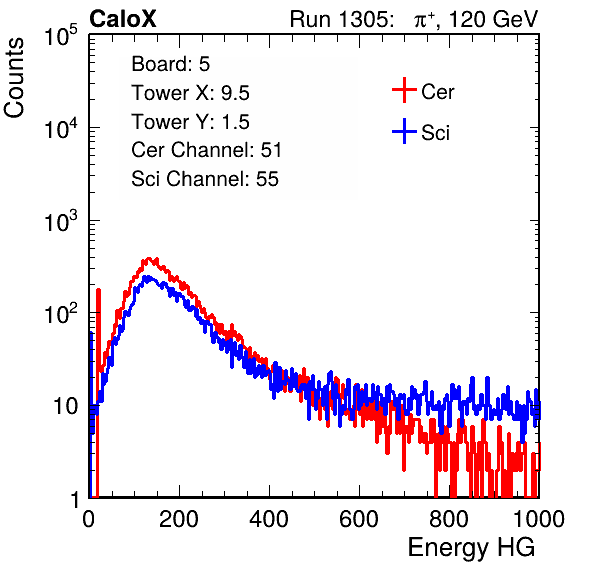 CaloX Run 1305: π⁺, 120 GeV
Counts
10⁵
10⁴
10³
10²
10
1
Board: 5
Tower X: 9.5
Tower Y: 1.5
Cer Channel: 51
Sci Channel: 55
Cer
Sci
0 200 400 600 800 1000
Energy HG